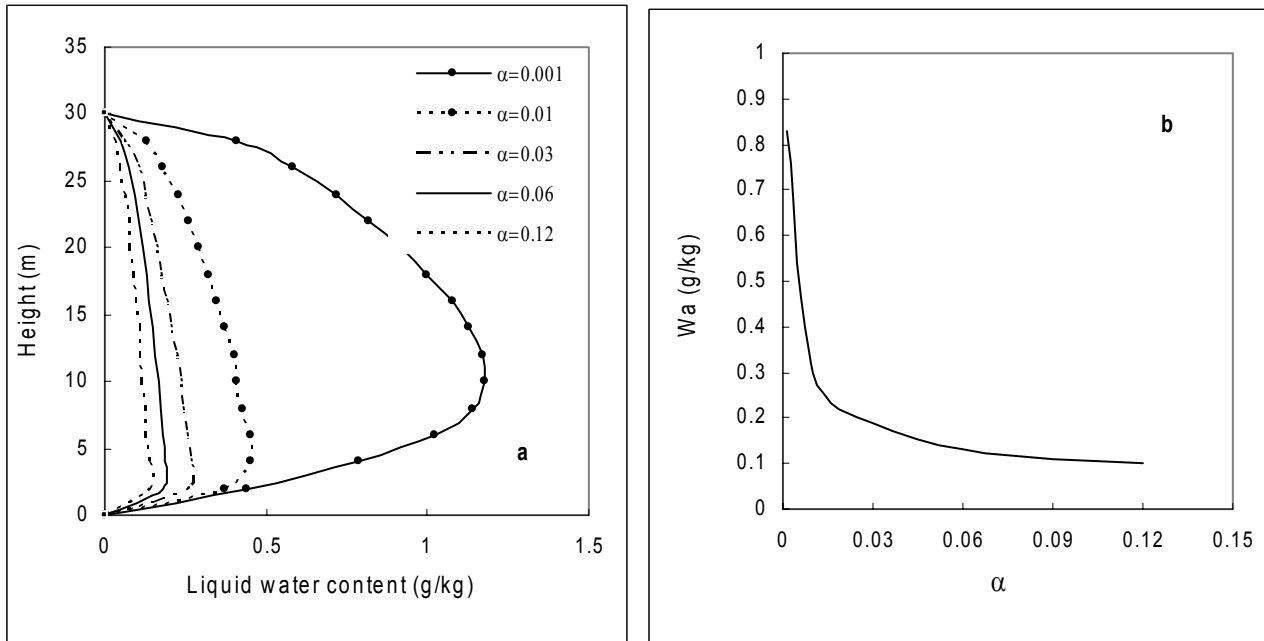 35
30
25
20
15
10
5
0
Height (m)
0 0.5 1 1.5
Liquid water content (g/kg)
α=0.001
α=0.01
α=0.03
α=0.06
α=0.12
a
1
0.9
0.8
0.7
0.6
0.5
0.4
0.3
0.2
0.1
0
Wa (g/kg)
0 0.03 0.06 0.09 0.12 0.15
α
b